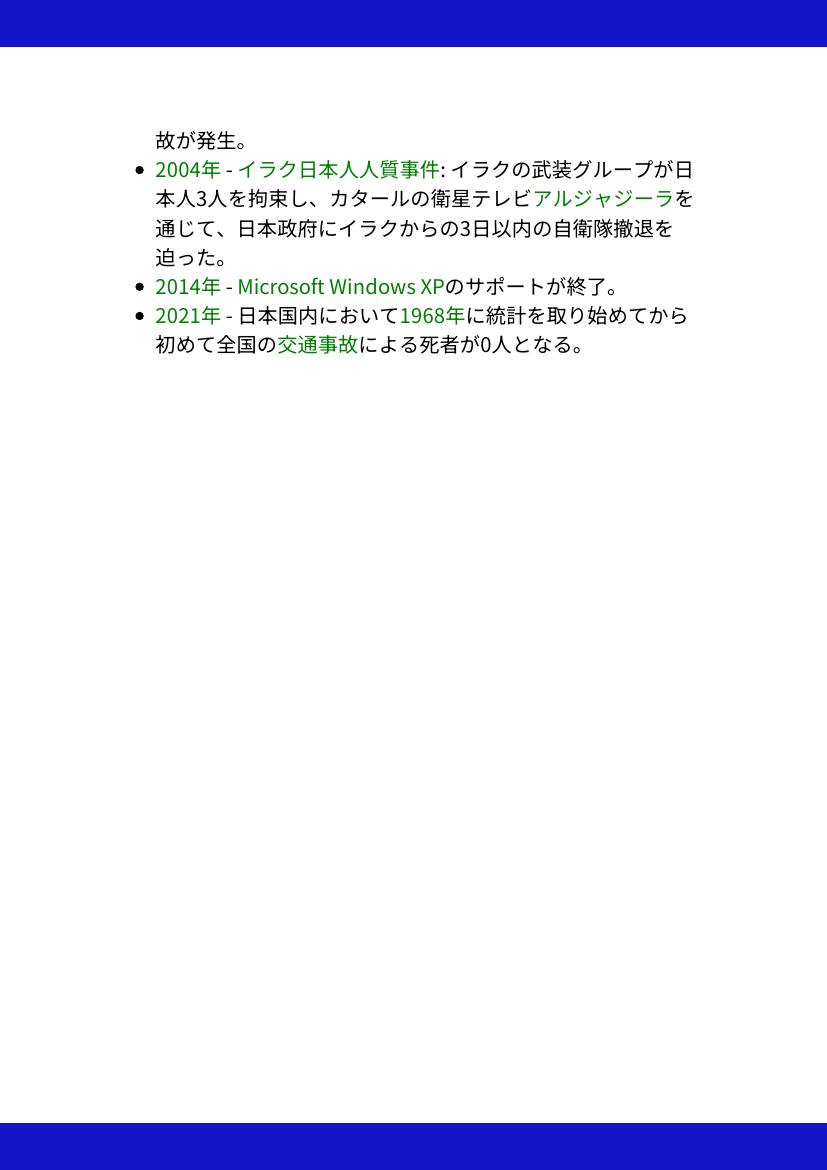 故が発生。
• 2004年 - イラク日本人人質事件: イラクの武装グループが日
本人3人を拘束し、カタールの衛星テレビアルジャジーラを
通じて、日本政府にイラクからの3日以内の自衛隊撤退を
迫った。
• 2014年 - Microsoft Windows XPのサポートが終了。
• 2021年 - 日本国内において1968年に統計を取り始めてから
初めて全国の交通事故による死者が0人となる。